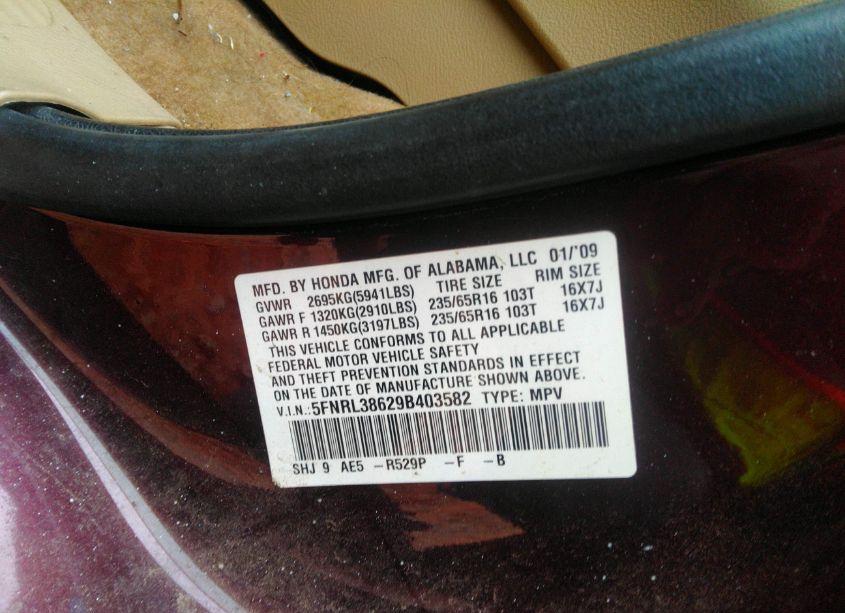 MFD. BY HONDA MFG. OF ALABAMA, LLC 01/'09
GVWR 2695KG(5941LBS) TIRE SIZE RIM SIZE
GAWR F 1320KG(2910LBS) 235/65R16 103T 16X7J
GAWR R 1450KG(3197LBS) 235/65R16 103T 16X7J
THIS VEHICLE CONFORMS TO ALL APPLICABLE
FEDERAL MOTOR VEHICLE SAFETY
AND THEFT PREVENTION STANDARDS IN EFFECT
ON THE DATE OF MANUFACTURE SHOWN ABOVE.
V.I.N.:5FNRL38629B403582 TYPE: MPV
SHJ 9 AE5 -R529P -F -B